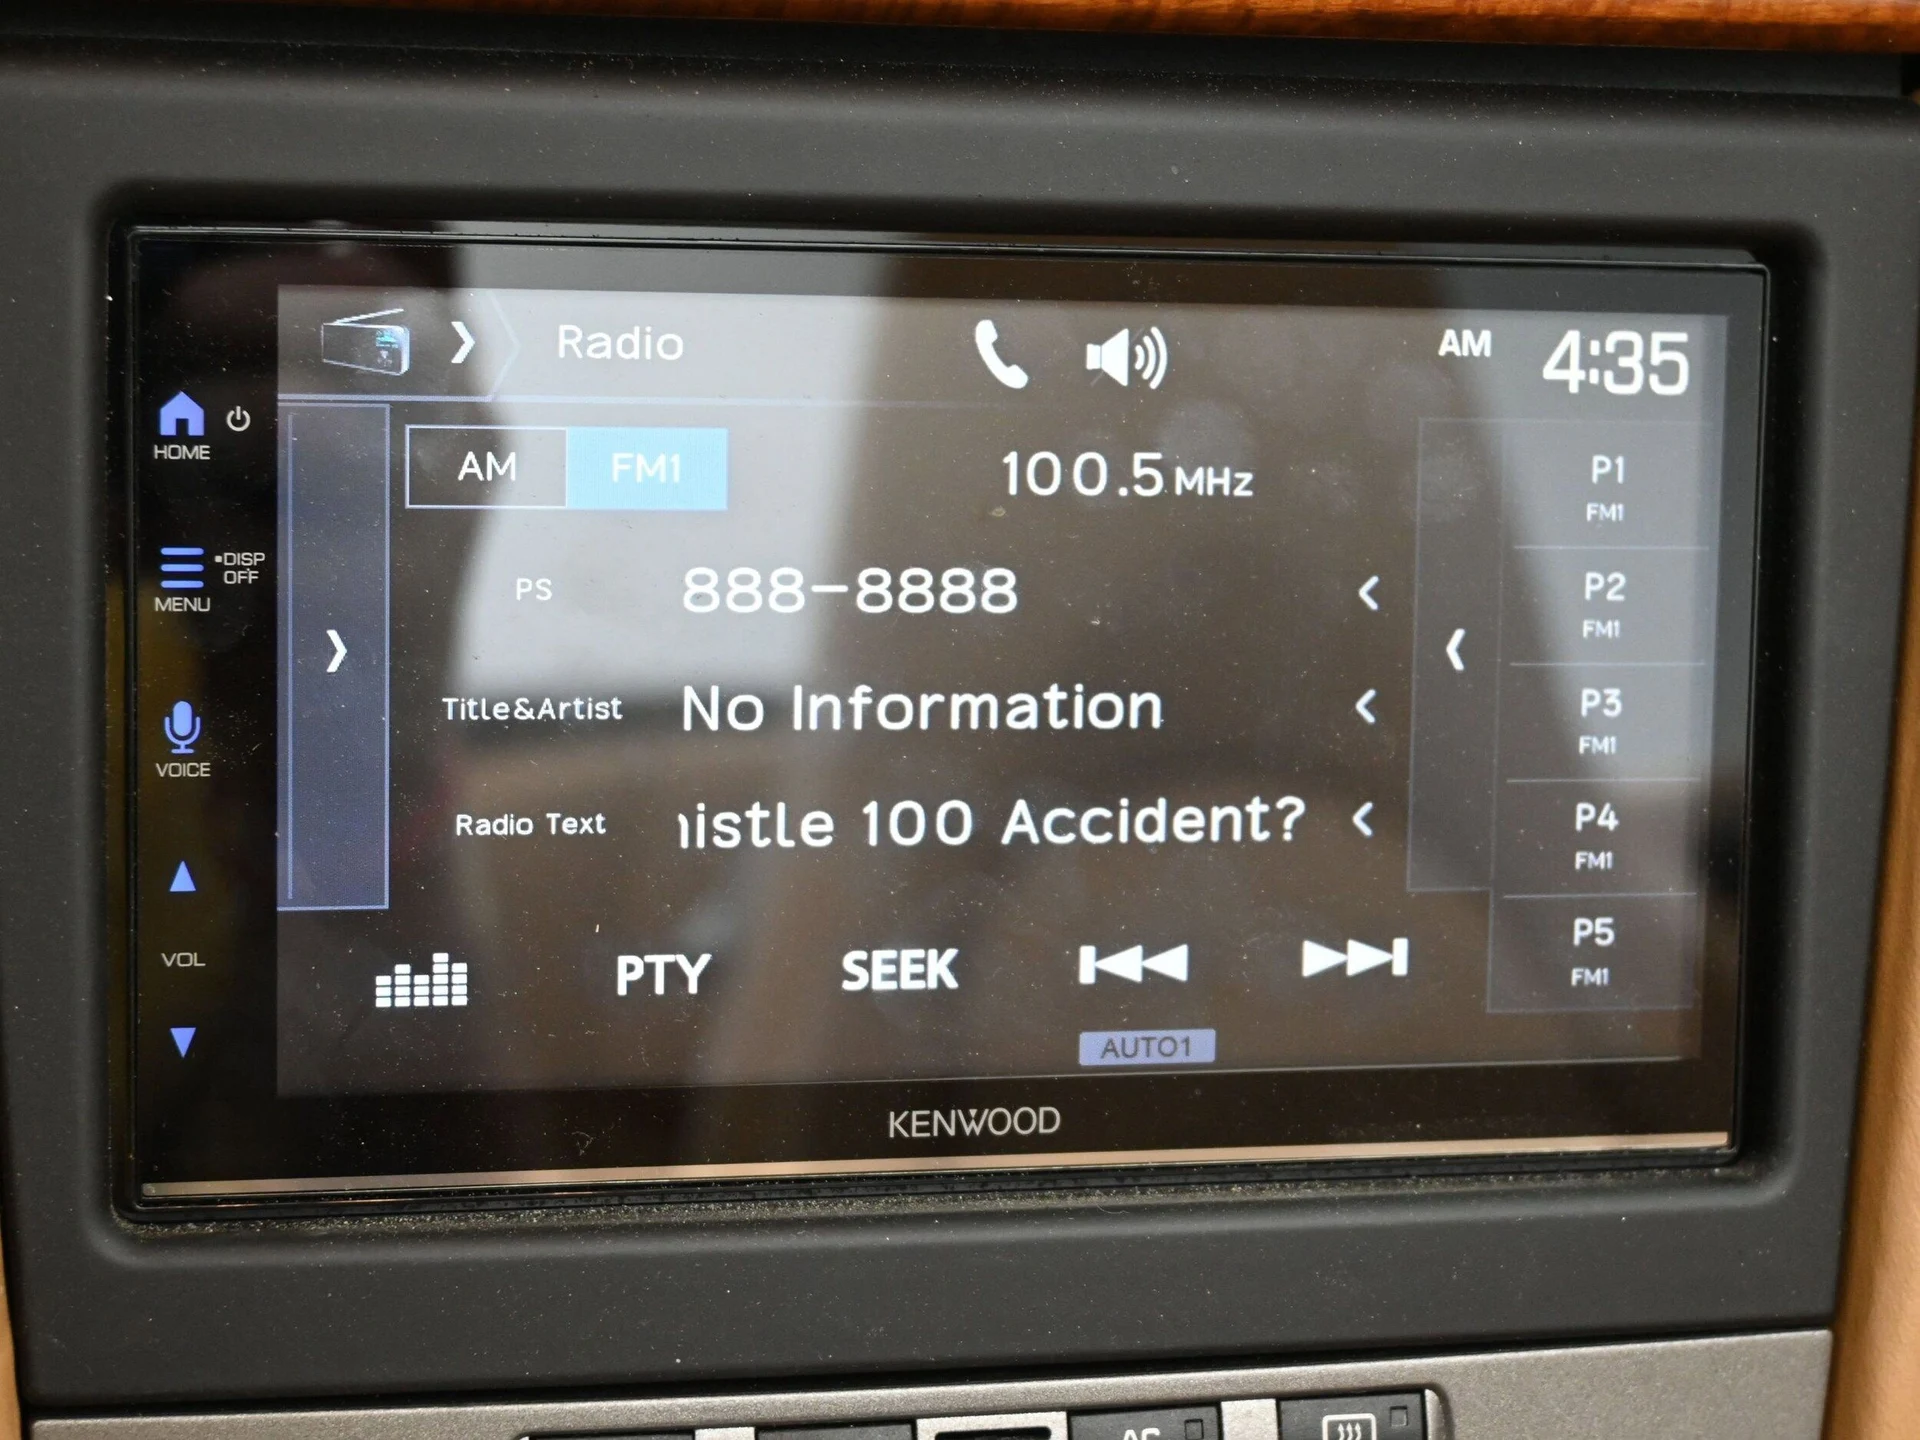 Radio
AM 4:35
HOME
AM FM1 100.5 MHz
P1
FM1
PS 888-8888
DISP
OFF
MENU
P2
FM1
Title&Artist No Information
P3
FM1
VOICE
Radio Text istle 100 Accident?
P4
FM1
VOL
PTY SEEK
P5
FM1
AUTO1
KENWOOD